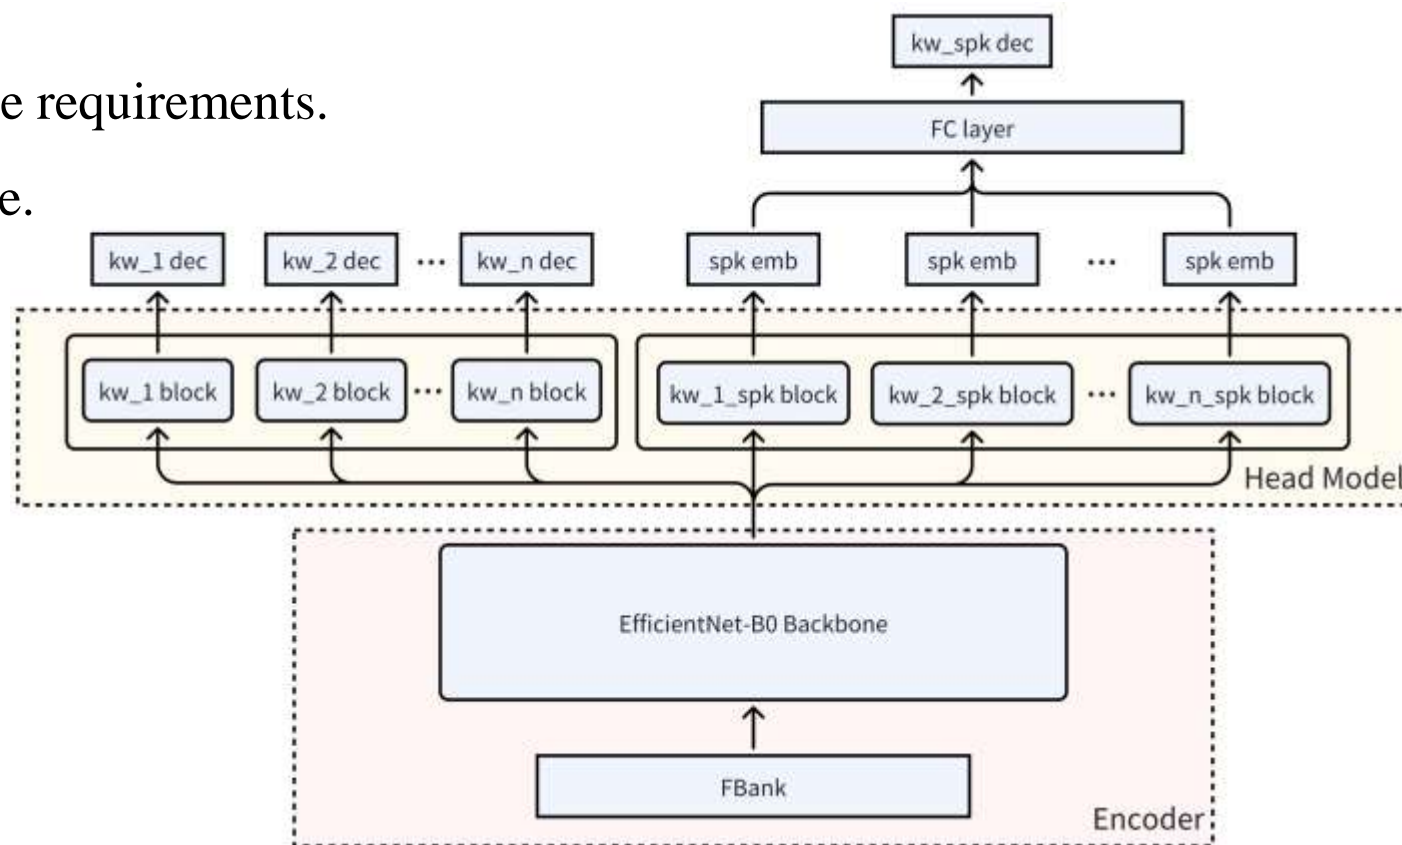 kw_spk dec
e requirements.
FC layer
e.
kw_1 dec kw_2 dec ... kw_n dec spk emb spk emb ... spk emb
kw_1 block kw_2 block ... kw_n block kw_1_spk block kw_2_spk block ... kw_n_spk block
Head Model
EfficientNet-B0 Backbone
FBank
Encoder